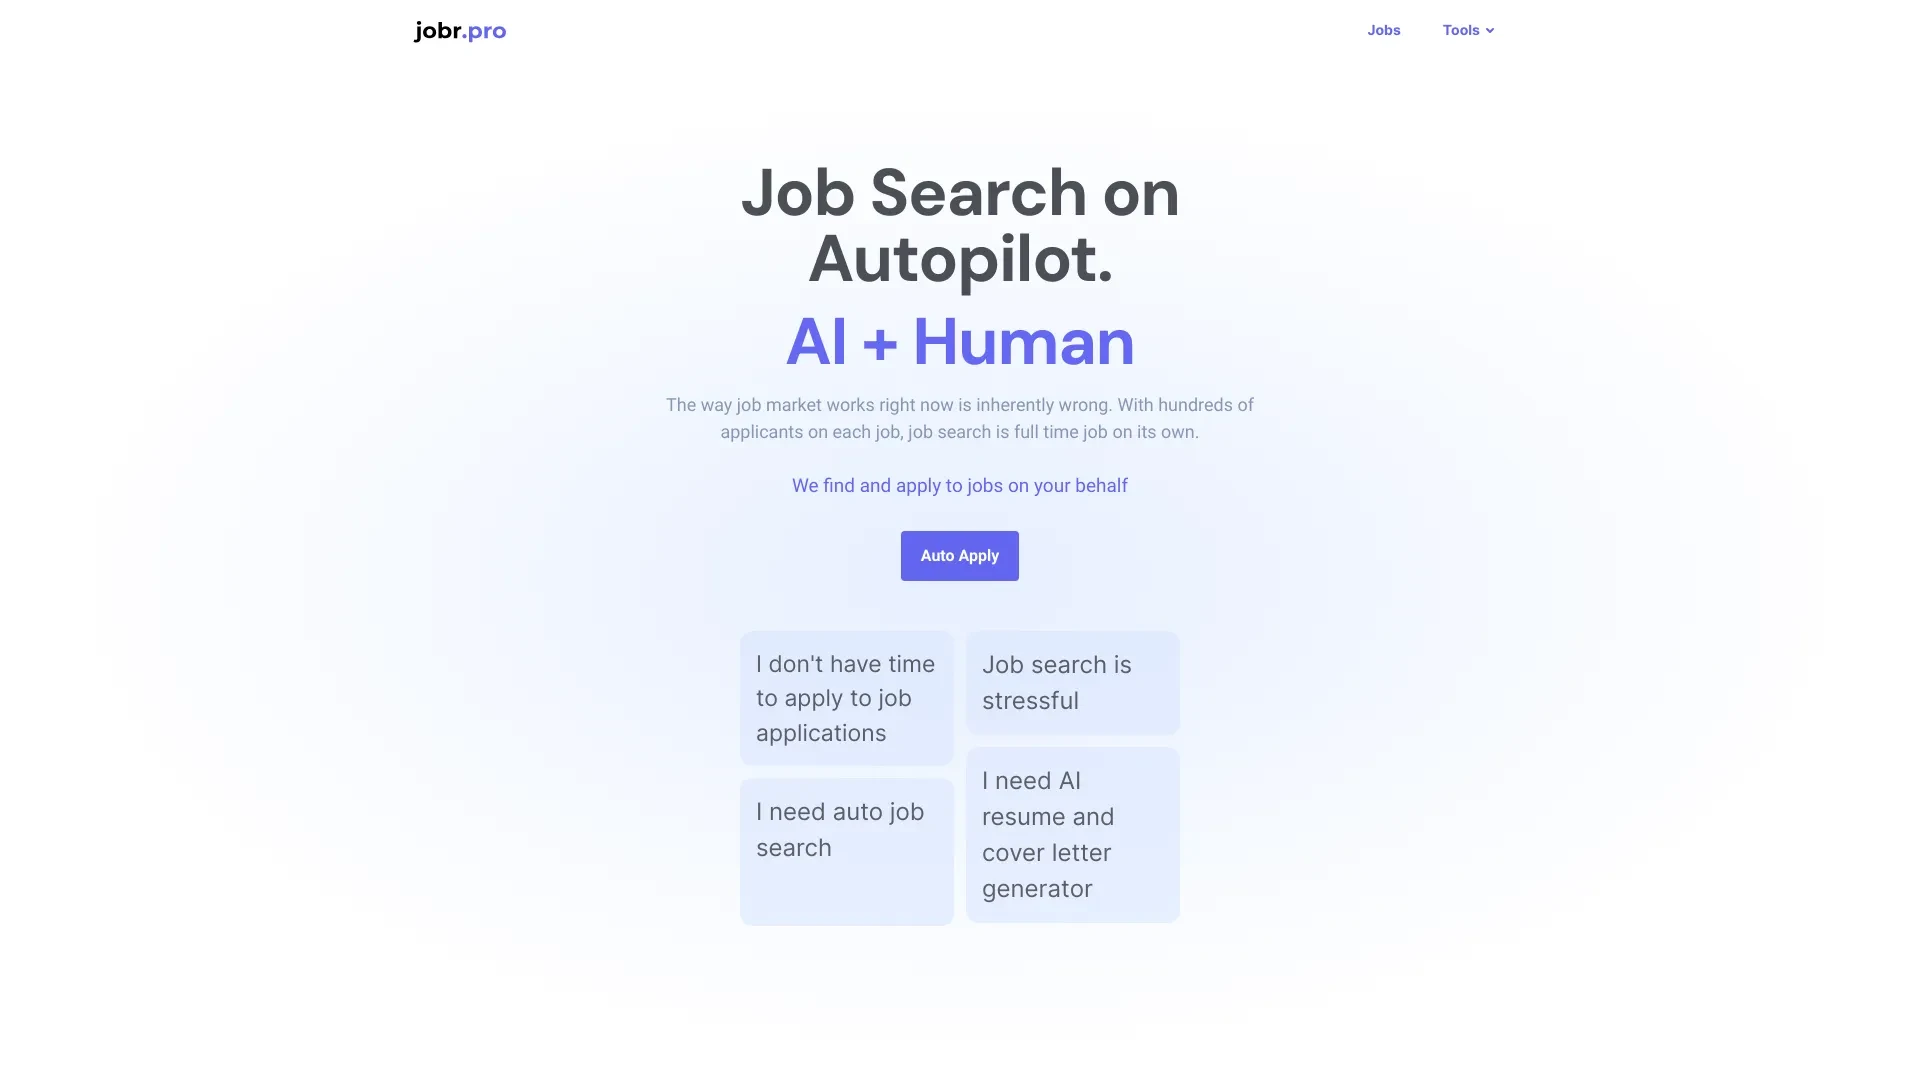 jobr.pro
Jobs
Tools
Job Search on
Autopilot.
AI + Human
The way job market works right now is inherently wrong. With hundreds of
applicants on each job, job search is full time job on its own.
We find and apply to jobs on your behalf
Auto Apply
I don't have time
to apply to job
applications
Job search is
stressful
I need auto job
search
I need AI
resume and
cover letter
generator